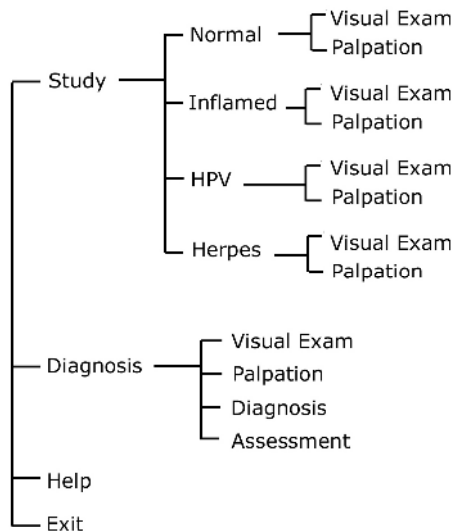 Study
Normal
Visual Exam
Palpation
Inflamed
Visual Exam
Palpation
HPV
Visual Exam
Palpation
Herpes
Visual Exam
Palpation
Diagnosis
Visual Exam
Palpation
Diagnosis
Assessment
Help
Exit